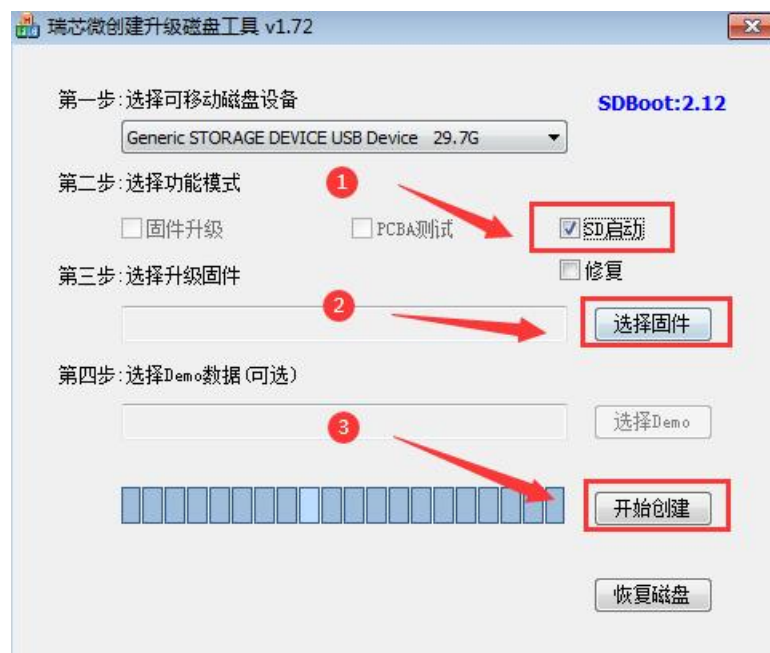 瑞芯微创建升级磁盘工具 v1.72
第一步:选择可移动磁盘设备
SDBoot:2.12
Generic STORAGE DEVICE USB Device 29.7G
第二步:选择功能模式
1
固件升级 PCBA测试 SD启动
第三步:选择升级固件 修复
2
选择固件
第四步:选择Demo数据(可选)
3
选择Demo
开始创建
恢复磁盘